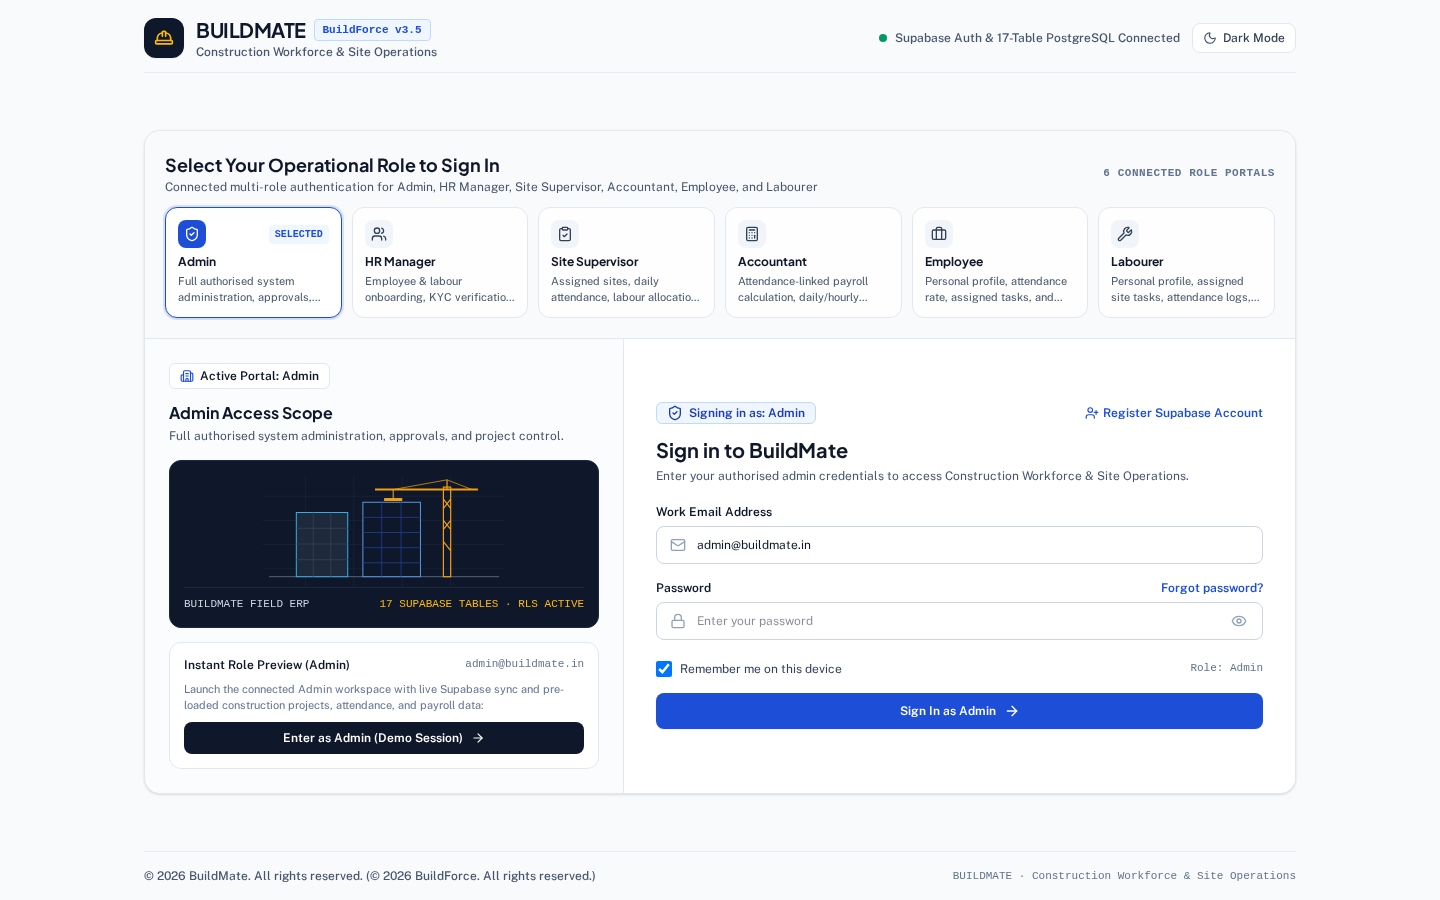 BUILDMATE
BuildForce v3.5
Construction Workforce & Site Operations
Supabase Auth & 17-Table PostgreSQL Connected
Dark Mode
Select Your Operational Role to Sign In
Connected multi-role authentication for Admin, HR Manager, Site Supervisor, Accountant, Employee, and Labourer
6 CONNECTED ROLE PORTALS
SELECTED
Admin
Full authorised system
administration, approvals,...
HR Manager
Employee & labour
onboarding, KYC verificatio...
Site Supervisor
Assigned sites, daily
attendance, labour allocatio...
Accountant
Attendance-linked payroll
calculation, daily/hourly...
Employee
Personal profile, attendance
rate, assigned tasks, and...
Labourer
Personal profile, assigned
site tasks, attendance logs,...
Active Portal: Admin
Admin Access Scope
Full authorised system administration, approvals, and project control.
BUILDMATE FIELD ERP
17 SUPABASE TABLES · RLS ACTIVE
Instant Role Preview (Admin)
admin@buildmate.in
Launch the connected Admin workspace with live Supabase sync and pre-
loaded construction projects, attendance, and payroll data:
Enter as Admin (Demo Session)
Signing in as: Admin
Register Supabase Account
Sign in to BuildMate
Enter your authorised admin credentials to access Construction Workforce & Site Operations.
Work Email Address
admin@buildmate.in
Password
Forgot password?
Enter your password
Remember me on this device
Role: Admin
Sign In as Admin
© 2026 BuildMate. All rights reserved. (© 2026 BuildForce. All rights reserved.)
BUILDMATE · Construction Workforce & Site Operations